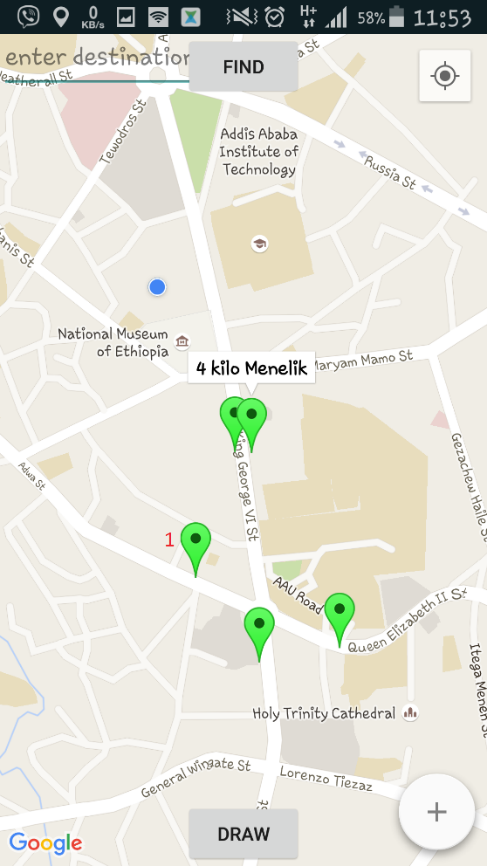 0
KB/s
H+
58%
11:53
enter destination
FIND
a St
eatherall St
Tewodros St
Addis Ababa
Institute of
Technology
Russia St
anis St
National Museum
of Ethiopia
4 kilo Menelik
Maryam Mamo St
King George VI St
Gezachew Haile St
Adwa St
1
AAU Road
Queen Elizabeth II St
Itega Menen St
Holy Trinity Cathedral
General Wingate St
Lorenzo Tiezaz
St
Google
DRAW
+